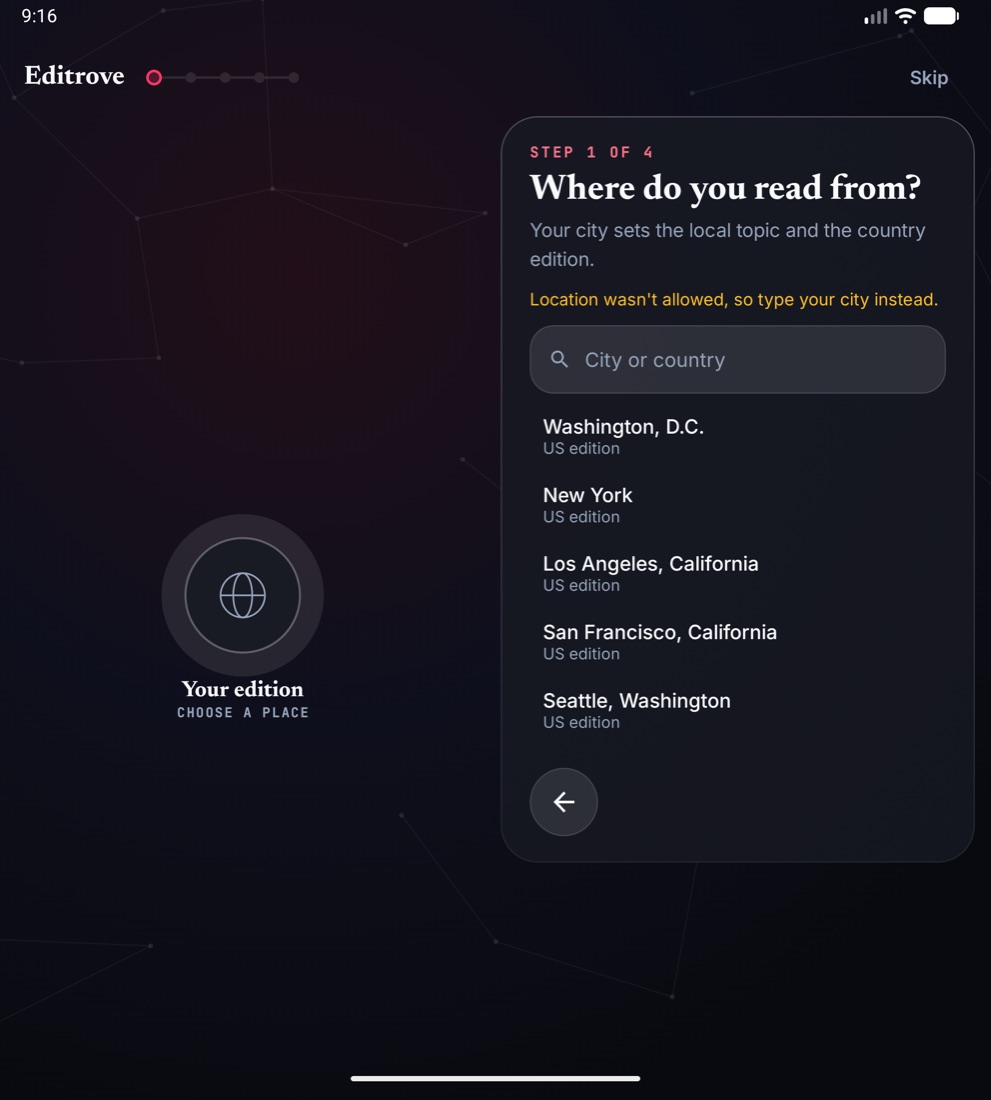 9:16
Editrove
Skip
STEP 1 OF 4
Where do you read from?
Your city sets the local topic and the country
edition.
Location wasn't allowed, so type your city instead.
City or country
Washington, D.C.
US edition
New York
US edition
Los Angeles, California
US edition
San Francisco, California
US edition
Seattle, Washington
US edition
Your edition
CHOOSE A PLACE